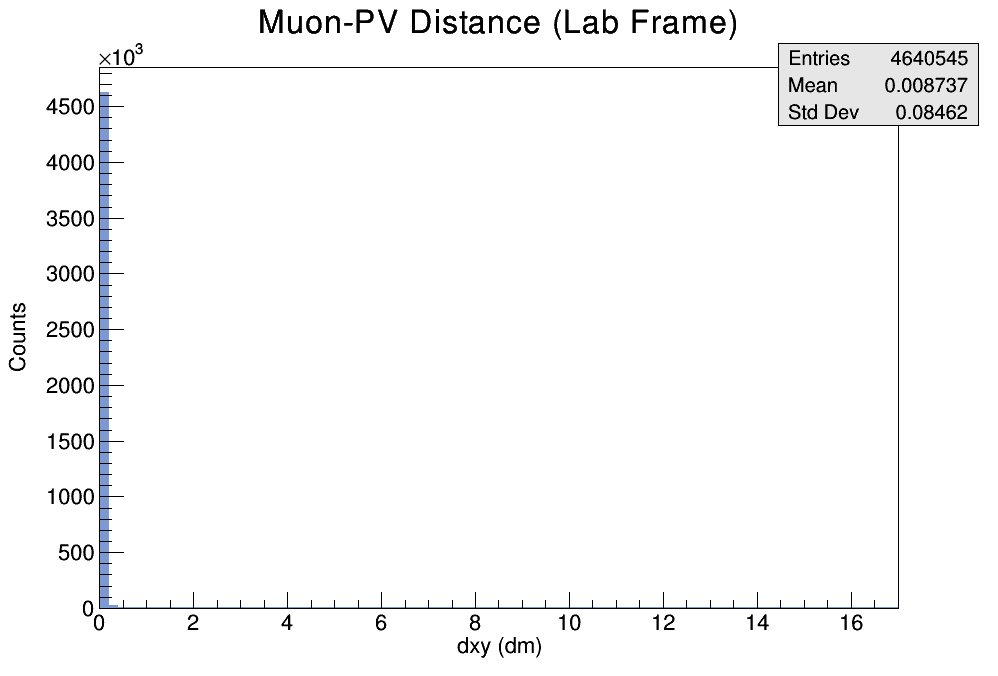 Muon-PV Distance (Lab Frame)
×10³
Entries 4640545
Mean 0.008737
Std Dev 0.08462
4500
4000
3500
3000
2500
2000
1500
1000
500
0
Counts
0 2 4 6 8 10 12 14 16
dxy (dm)